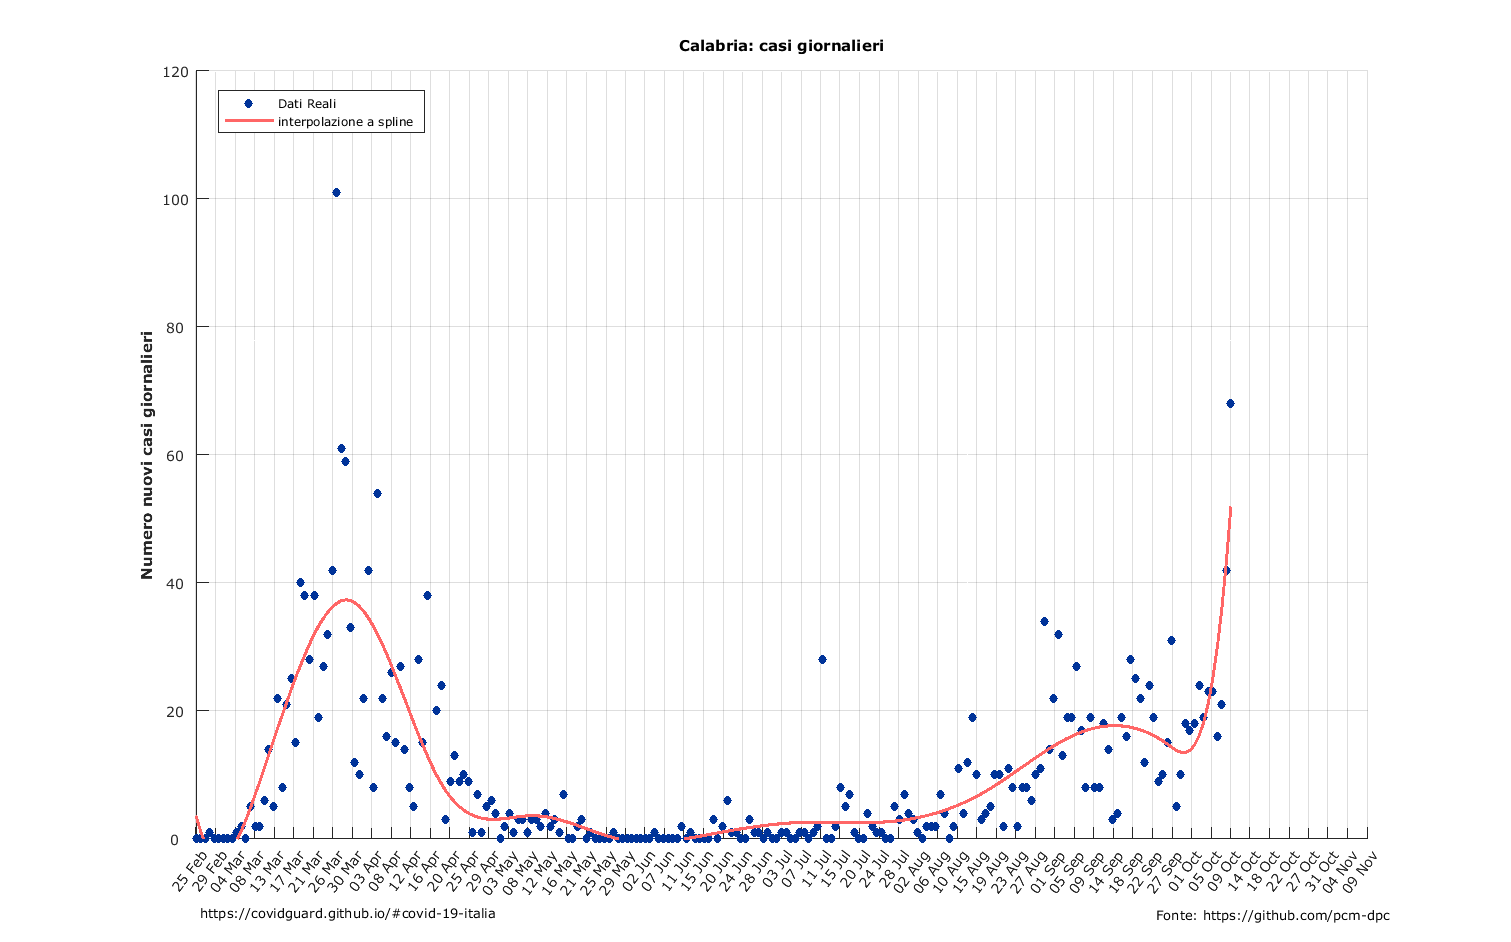 Calabria: casi giornalieri
Dati Reali
interpolazione a spline
Numero nuovi casi giornalieri
120
100
80
60
40
20
0
25 Feb
29 Feb
04 Mar
08 Mar
13 Mar
17 Mar
21 Mar
26 Mar
30 Mar
03 Apr
08 Apr
12 Apr
16 Apr
20 Apr
25 Apr
29 Apr
03 May
08 May
12 May
16 May
21 May
25 May
29 May
02 Jun
07 Jun
11 Jun
15 Jun
20 Jun
24 Jun
28 Jun
03 Jul
07 Jul
11 Jul
15 Jul
20 Jul
24 Jul
28 Jul
02 Aug
06 Aug
10 Aug
15 Aug
19 Aug
23 Aug
27 Aug
01 Sep
05 Sep
09 Sep
14 Sep
18 Sep
22 Sep
27 Sep
01 Oct
05 Oct
09 Oct
14 Oct
18 Oct
22 Oct
27 Oct
31 Oct
04 Nov
09 Nov
https://covidguard.github.io/#covid-19-italia
Fonte: https://github.com/pcm-dpc